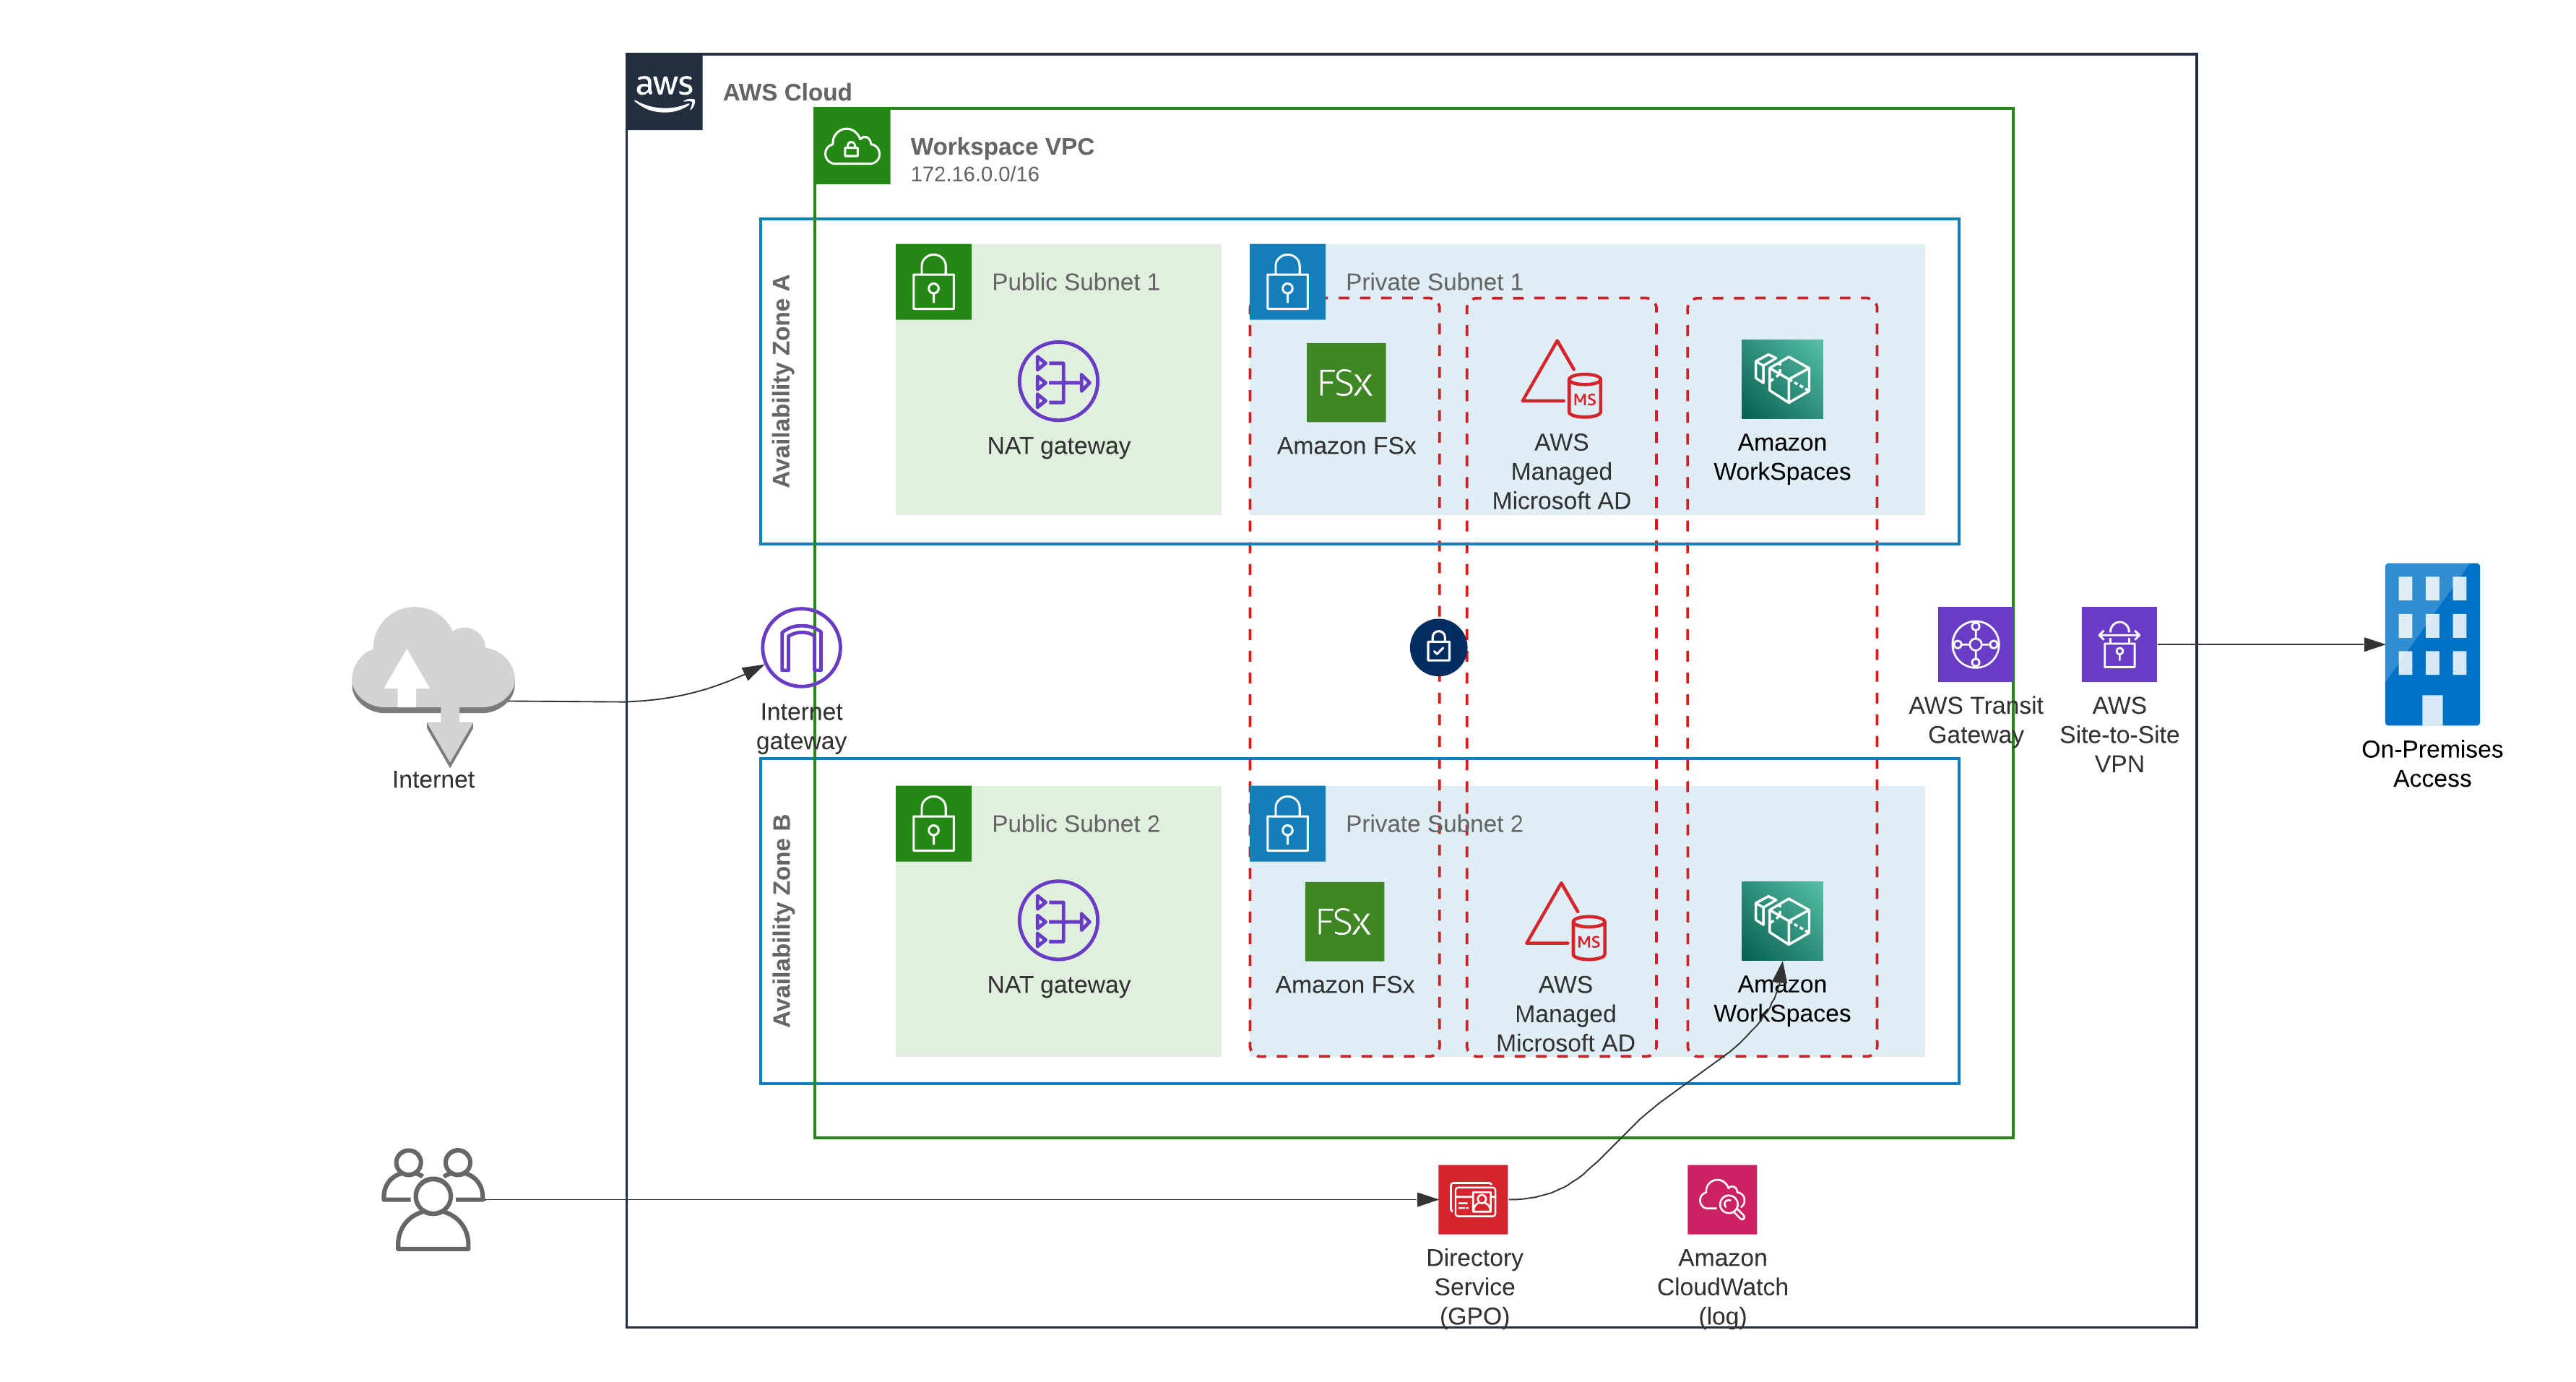 aws
AWS Cloud
Workspace VPC
172.16.0.0/16
Availability Zone A
Public Subnet 1
NAT gateway
Private Subnet 1
FSx
Amazon FSx
MS
AWS
Managed
Microsoft AD
Amazon
WorkSpaces
Internet
Internet
gateway
AWS Transit
Gateway
AWS
Site-to-Site
VPN
On-Premises
Access
Availability Zone B
Public Subnet 2
NAT gateway
Private Subnet 2
FSx
Amazon FSx
MS
AWS
Managed
Microsoft AD
Amazon
WorkSpaces
Directory
Service
(GPO)
Amazon
CloudWatch
(log)